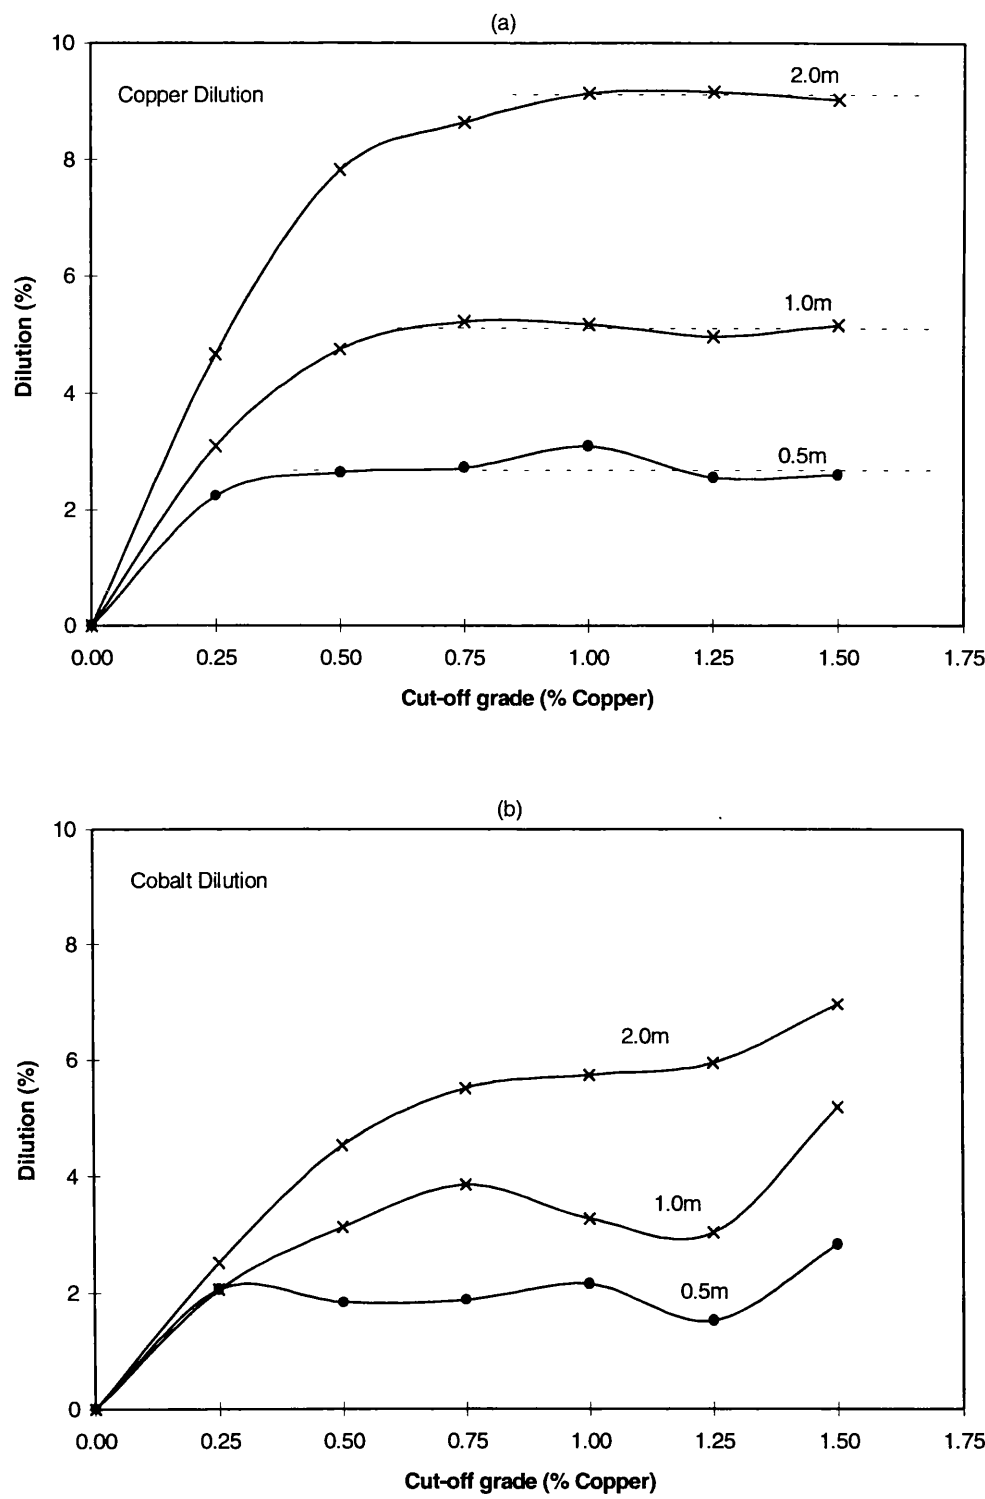 (a)
10
Copper Dilution
2.0m
8
6
1.0m
Dilution (%)
4
0.5m
2
0
0.00 0.25 0.50 0.75 1.00 1.25 1.50 1.75
Cut-off grade (% Copper)
(b)
10
Cobalt Dilution
8
2.0m
6
Dilution (%)
4
1.0m
2
0.5m
0
0.00 0.25 0.50 0.75 1.00 1.25 1.50 1.75
Cut-off grade (% Copper)